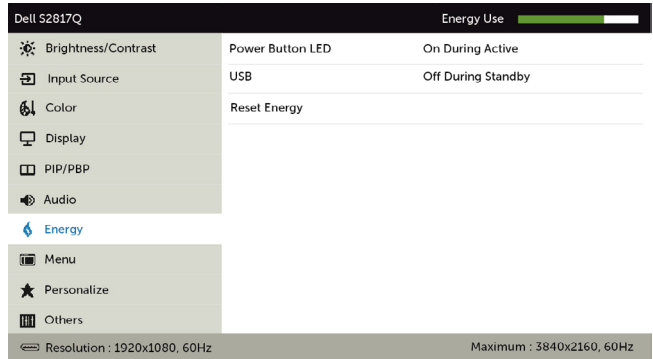 Dell S2817Q
Energy Use
Brightness/Contrast
Power Button LED
On During Active
Input Source
USB
Off During Standby
Color
Reset Energy
Display
PIP/PBP
Audio
Energy
Menu
Personalize
Others
Resolution : 1920x1080, 60Hz
Maximum : 3840x2160, 60Hz